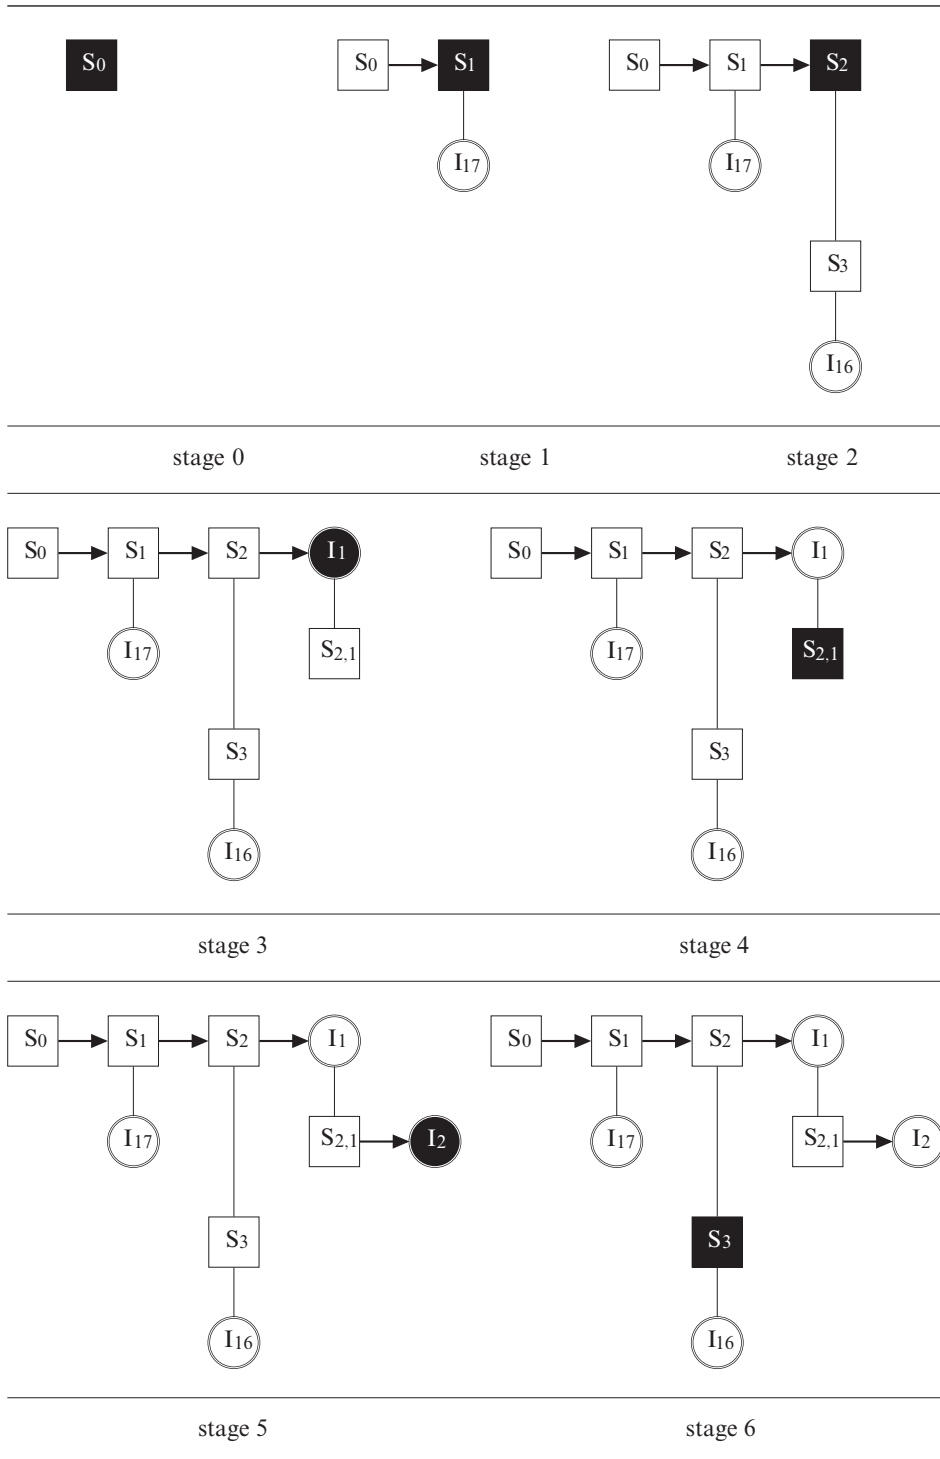 S0 S0 S1 S0 S1 S2
I17 I17
S3
I16
stage 0 stage 1 stage 2
S0 S1 S2 I1 S0 S1 S2 I1
I17 S2,1 I17 S2,1
S3 S3
I16 I16
stage 3 stage 4
S0 S1 S2 I1 S0 S1 S2 I1
I17 S2,1 I2 I17 S2,1 I2
S3 S3
I16 I16
stage 5 stage 6